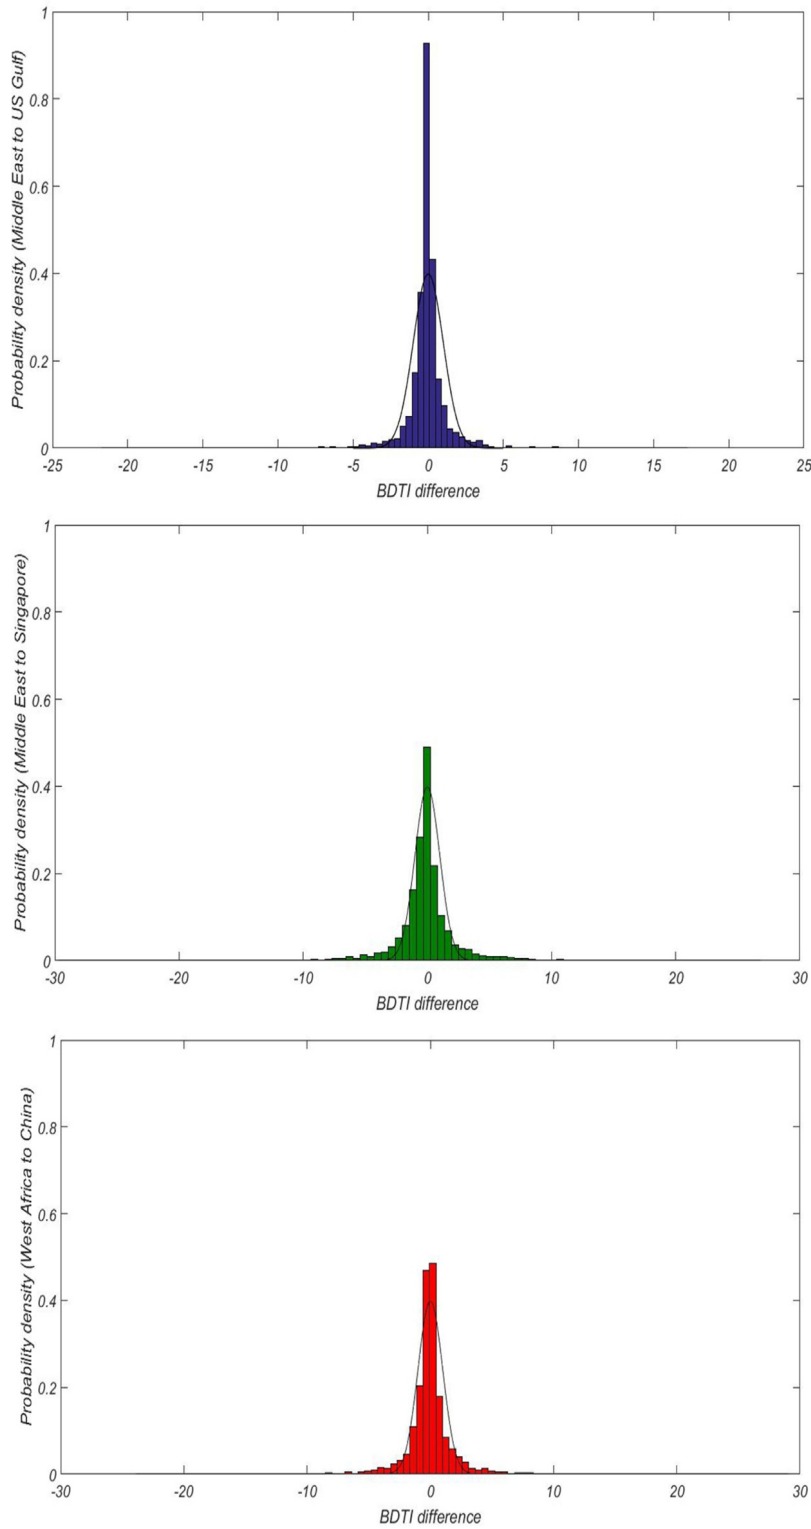 Probability density (Middle East to US Gulf)
1
0.8
0.6
0.4
0.2
0
-25 -20 -15 -10 -5 0 5 10 15 20 25
BDTI difference
Probability density (Middle East to Singapore)
1
0.8
0.6
0.4
0.2
0
-30 -20 -10 0 10 20 30
BDTI difference
Probability density (West Africa to China)
1
0.8
0.6
0.4
0.2
0
-30 -20 -10 0 10 20 30
BDTI difference